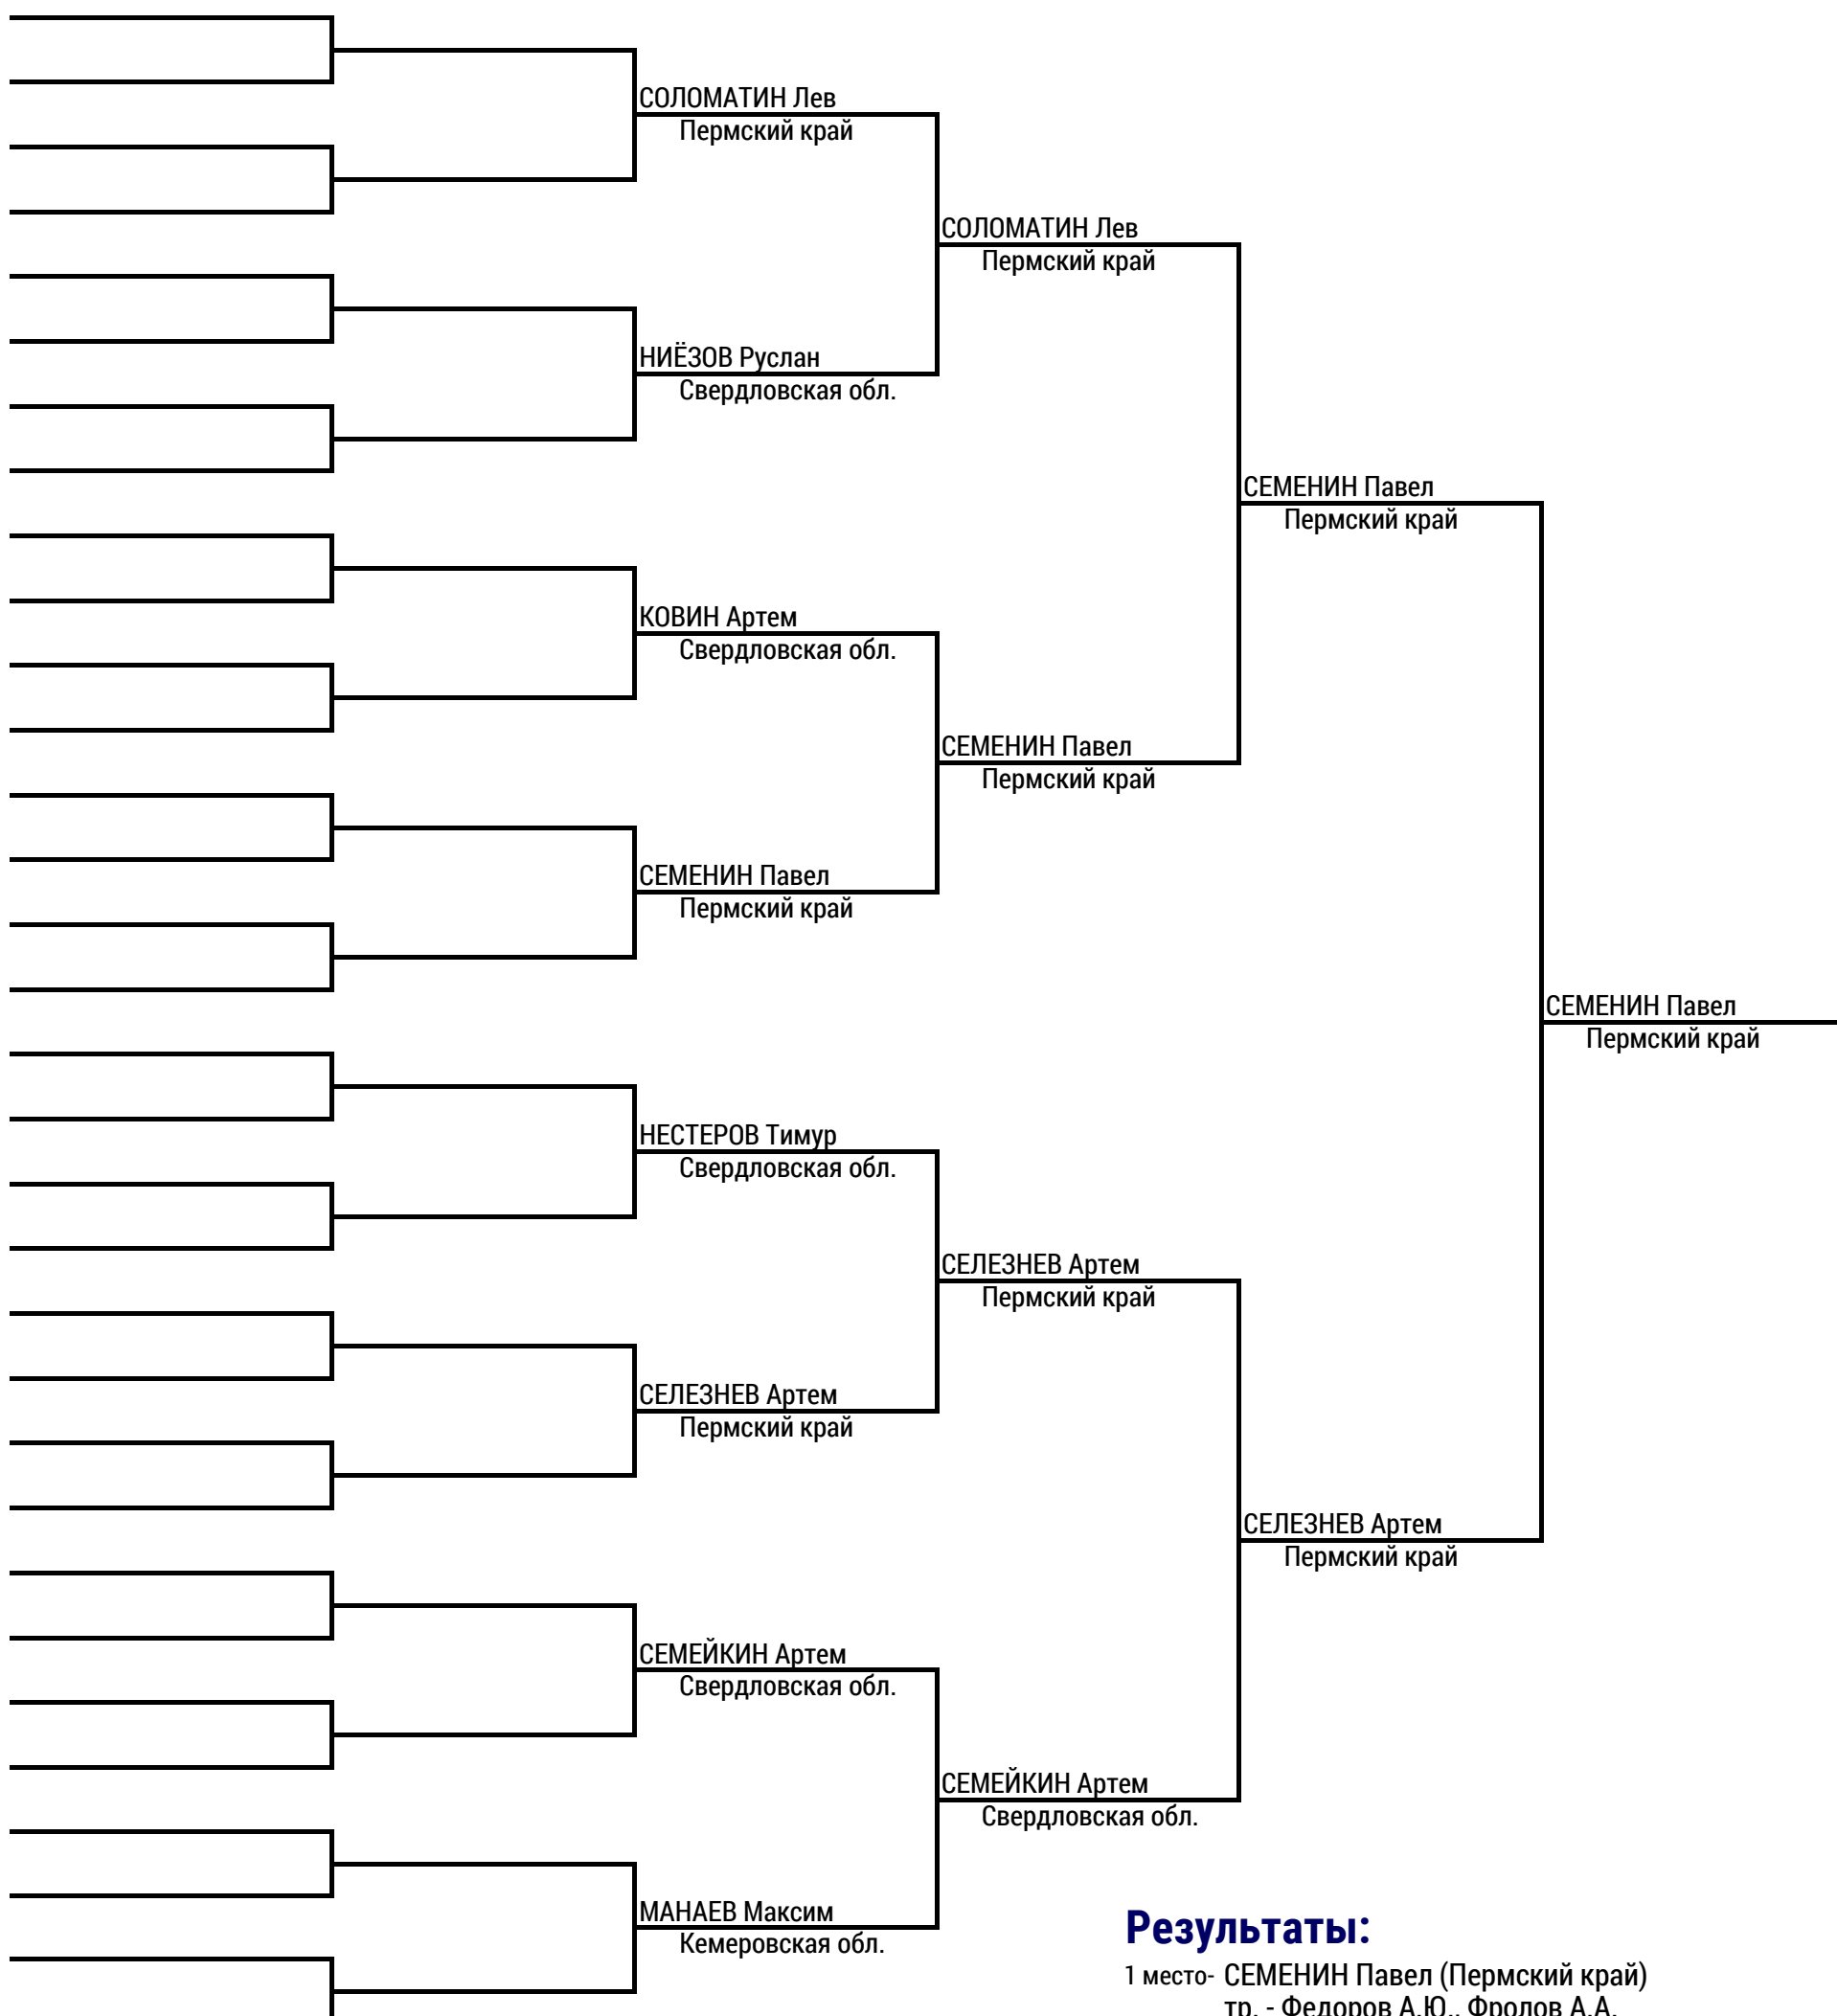 СОЛОМАТИН Лев
Пермский край
СОЛОМАТИН Лев
Пермский край
НИЁЗОВ Руслан
Свердловская обл.
СЕМЕНИН Павел
Пермский край
КОВИН Артем
Свердловская обл.
СЕМЕНИН Павел
Пермский край
СЕМЕНИН Павел
Пермский край
СЕМЕНИН Павел
Пермский край
НЕСТЕРОВ Тимур
Свердловская обл.
СЕЛЕЗНЕВ Артем
Пермский край
СЕЛЕЗНЕВ Артем
Пермский край
СЕЛЕЗНЕВ Артем
Пермский край
СЕМЕЙКИН Артем
Свердловская обл.
СЕМЕЙКИН Артем
Свердловская обл.
МАНАЕВ Максим
Кемеровская обл.
Результаты:
1 место- СЕМЕНИН Павел (Пермский край)
тр. - Федоров А.Ю., Фролов А.А.